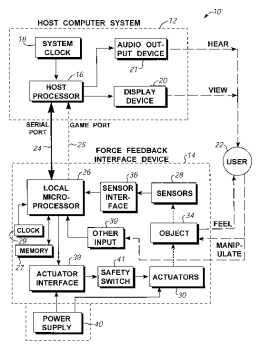 10'
HOST COMPUTER SYSTEM
12
18
SYSTEM
CLOCK
AUDIO OUT-
PUT DEVICE
HEAR
21
16
20
HOST
PROCESSOR
DISPLAY
DEVICE
VIEW
SERIAL
PORT
GAME PORT
24
25
22
USER
FORCE FEEDBACK
INTERFACE DEVICE
14
26
36
28
LOCAL
MICRO-
PROCESSOR
SENSOR
INTER-
FACE
SENSORS
34
39
OBJECT
FEEL
CLOCK
29
OTHER
INPUT
MANIP-
ULATE
MEMORY
27
38
41
ACTUATOR
INTERFACE
SAFETY
SWITCH
ACTUATORS
30
POWER
SUPPLY
40